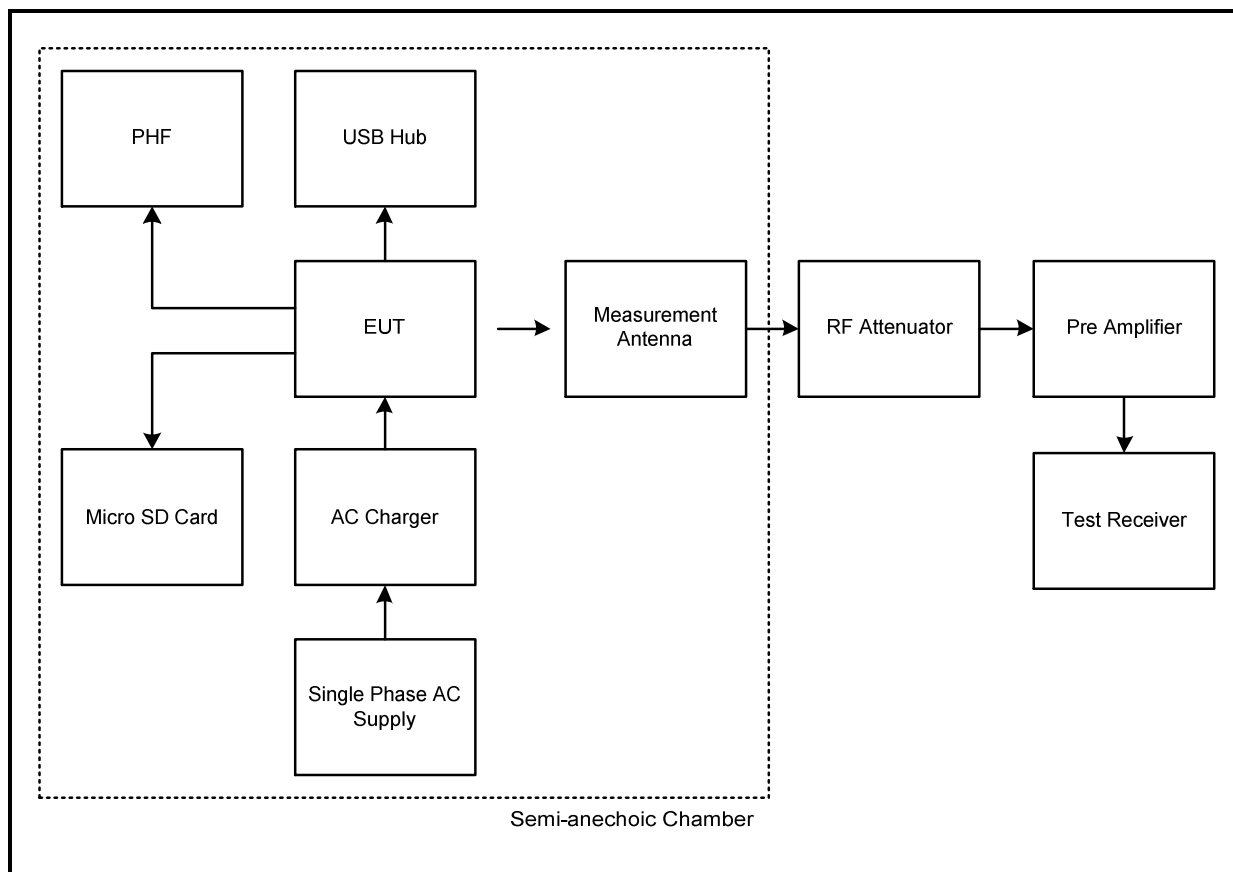 PHF
USB Hub
EUT
Measurement
Antenna
RF Attenuator
Pre Amplifier
Micro SD Card
AC Charger
Test Receiver
Single Phase AC
Supply
Semi-anechoic Chamber